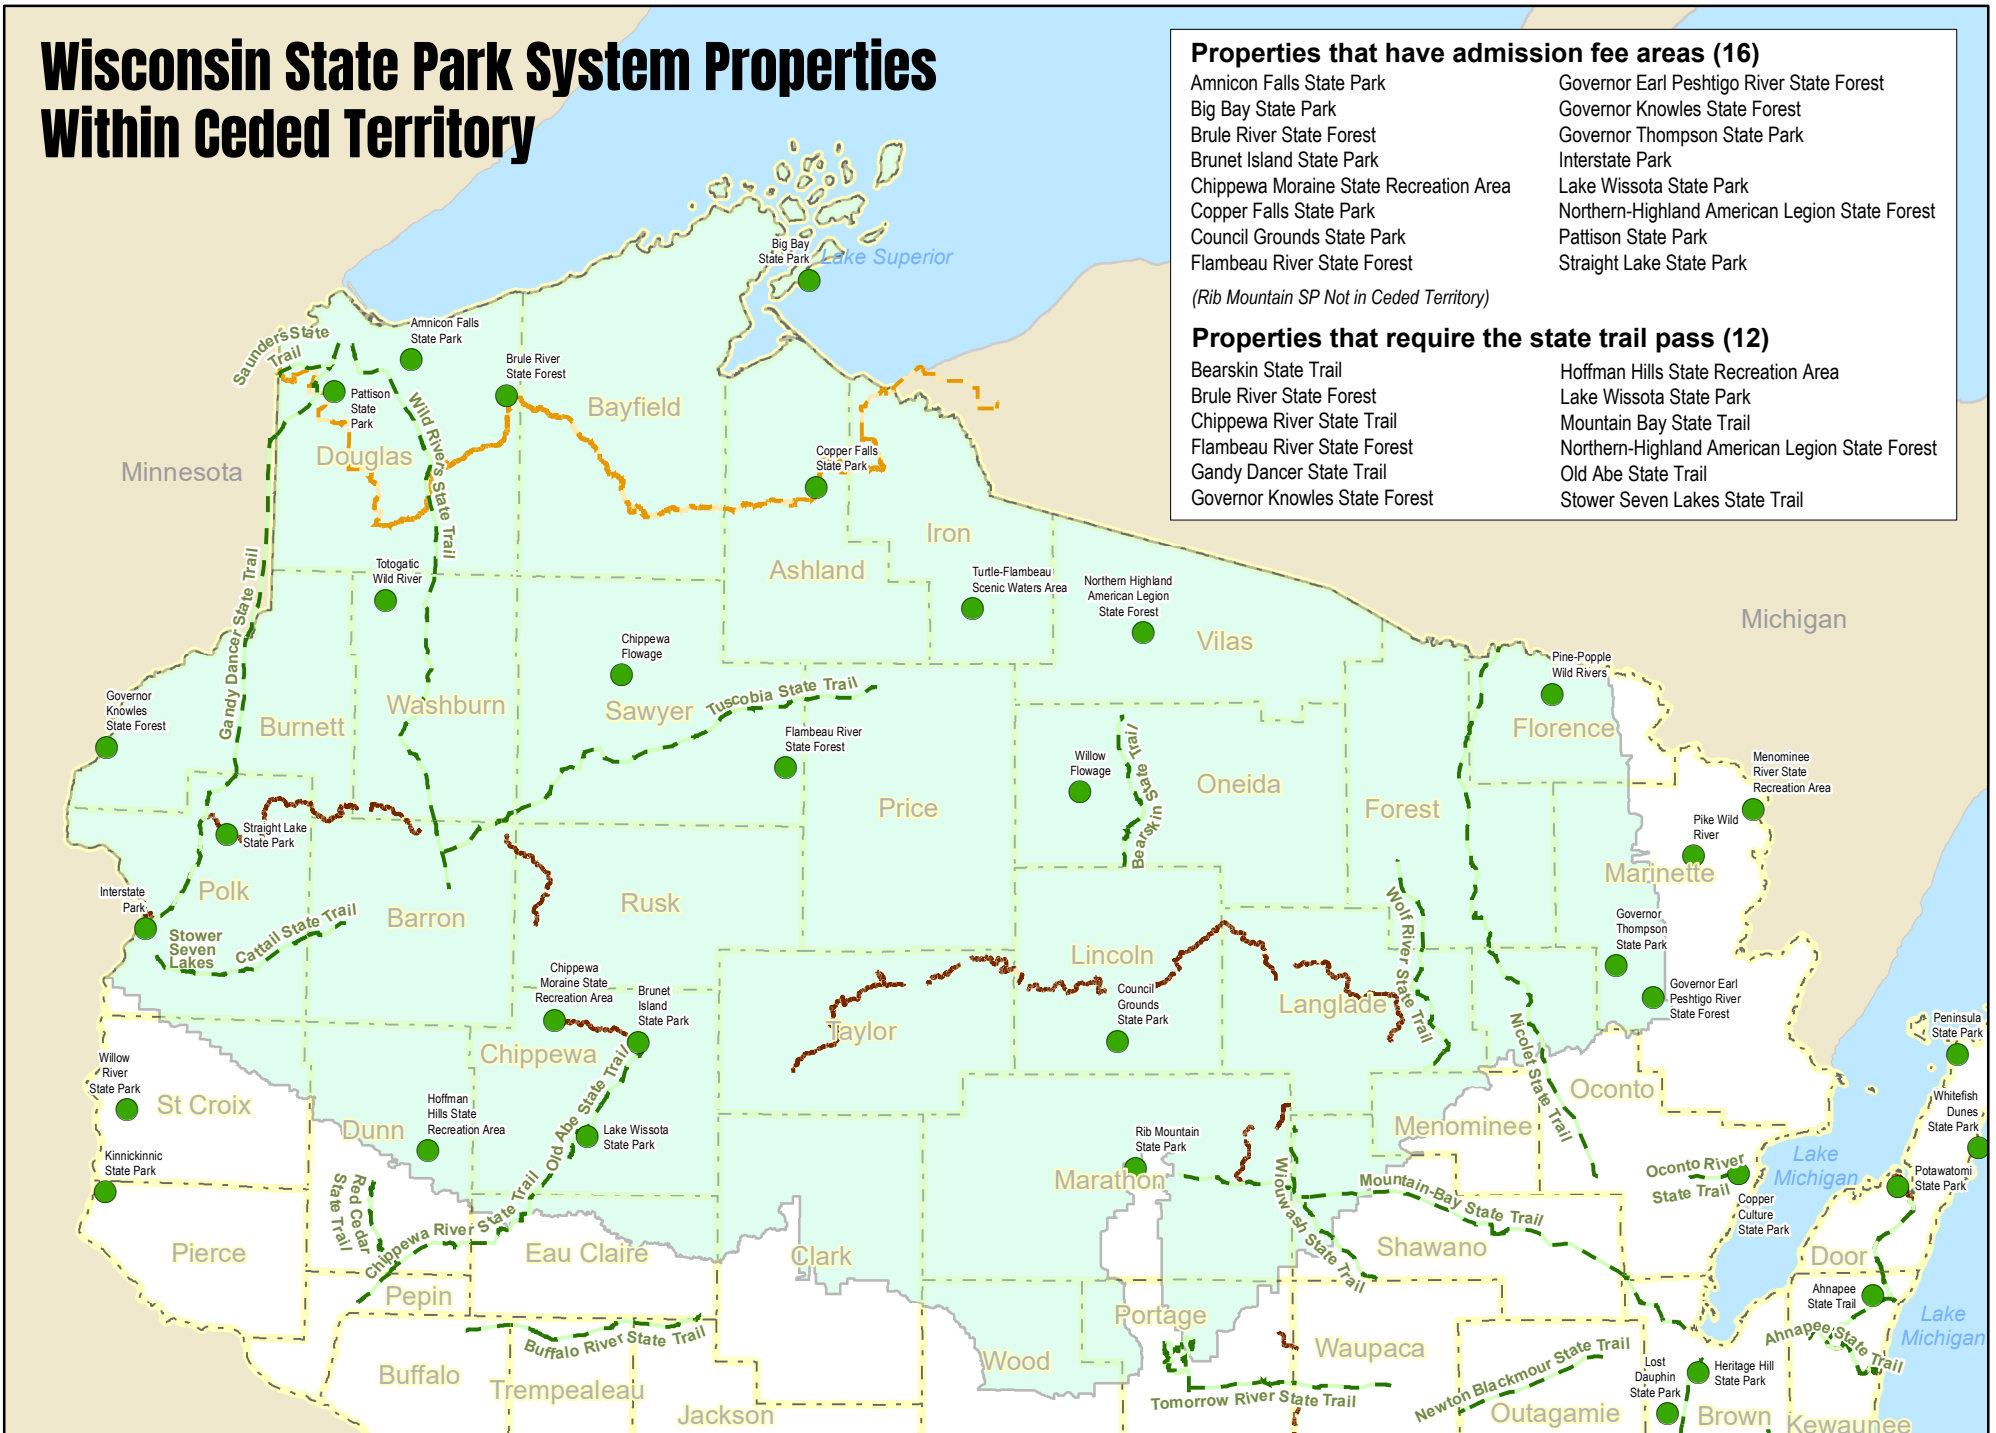 Wisconsin State Park System Properties
Within Ceded Territory
Properties that have admission fee areas (16)
Amnicon Falls State Park
Big Bay State Park
Brule River State Forest
Brunet Island State Park
Chippewa Moraine State Recreation Area
Copper Falls State Park
Council Grounds State Park
Flambeau River State Forest
Governor Earl Peshtigo River State Forest
Governor Knowles State Forest
Governor Thompson State Park
Interstate Park
Lake Wissota State Park
Northern-Highland American Legion State Forest
Pattison State Park
Straight Lake State Park
(Rib Mountain SP Not in Ceded Territory)
Properties that require the state trail pass (12)
Bearskin State Trail
Brule River State Forest
Chippewa River State Trail
Flambeau River State Forest
Gandy Dancer State Trail
Governor Knowles State Forest
Hoffman Hills State Recreation Area
Lake Wissota State Park
Mountain Bay State Trail
Northern-Highland American Legion State Forest
Old Abe State Trail
Stower Seven Lakes State Trail
Big Bay
State Park
Lake Superior
Saunders State
Trail
Amnicon Falls
State Park
Brule River
State Forest
Pattison
State
Park
Wild Rivers State Trail
Bayfield
Douglas
Minnesota
Copper Falls
State Park
Iron
Ashland
Totogatic
Wild River
Turtle-Flambeau
Scenic Waters Area
Northern Highland
American Legion
State Forest
Vilas
Michigan
Gandy Dancer State Trail
Chippewa
Flowage
Pine-Popple
Wild Rivers
Governor
Knowles
State Forest
Burnett
Washburn
Sawyer
Tuscobia State Trail
Florence
Flambeau River
State Forest
Willow
Flowage
Bearskin State Trail
Oneida
Menominee
River State
Recreation Area
Price
Forest
Pike Wild
River
Straight Lake
State Park
Marinette
Interstate
Park
Polk
Barron
Rusk
Wolf River State Trail
Cattail State Trail
Stower
Seven
Lakes
Governor
Thompson
State Park
Lincoln
Chippewa
Moraine State
Recreation Area
Brunet
Island
State Park
Council
Grounds
State Park
Langlade
Governor Earl
Peshtigo River
State Forest
Taylor
Nicolet State Trail
Peninsula
State Park
Chippewa
Willow
River
State Park
St Croix
Oconto
Hoffman
Hills State
Recreation Area
Dunn
Old Abe State Trail
Lake Wissota
State Park
Rib Mountain
State Park
Menominee
Whitefish
Dunes
State Park
Kinnickinnic
State Park
Marathon
Wiouwash State Trail
Mountain-Bay State Trail
Oconto River
State Trail
Lake
Michigan
Potawatomi
State Park
Copper
Culture
State Park
Red Cedar
State Trail
Chippewa River State Trail
Pierce
Eau Claire
Clark
Shawano
Door
Pepin
Ahnapee
State Trail
Portage
Lake
Michigan
Buffalo River State Trail
Waupaca
Ahnapee State Trail
Newton Blackmour State Trail
Buffalo
Wood
Lost
Dauphin
State Park
Heritage Hill
State Park
Trempealeau
Tomorrow River State Trail
Jackson
Outagamie
Brown
Kewaunee